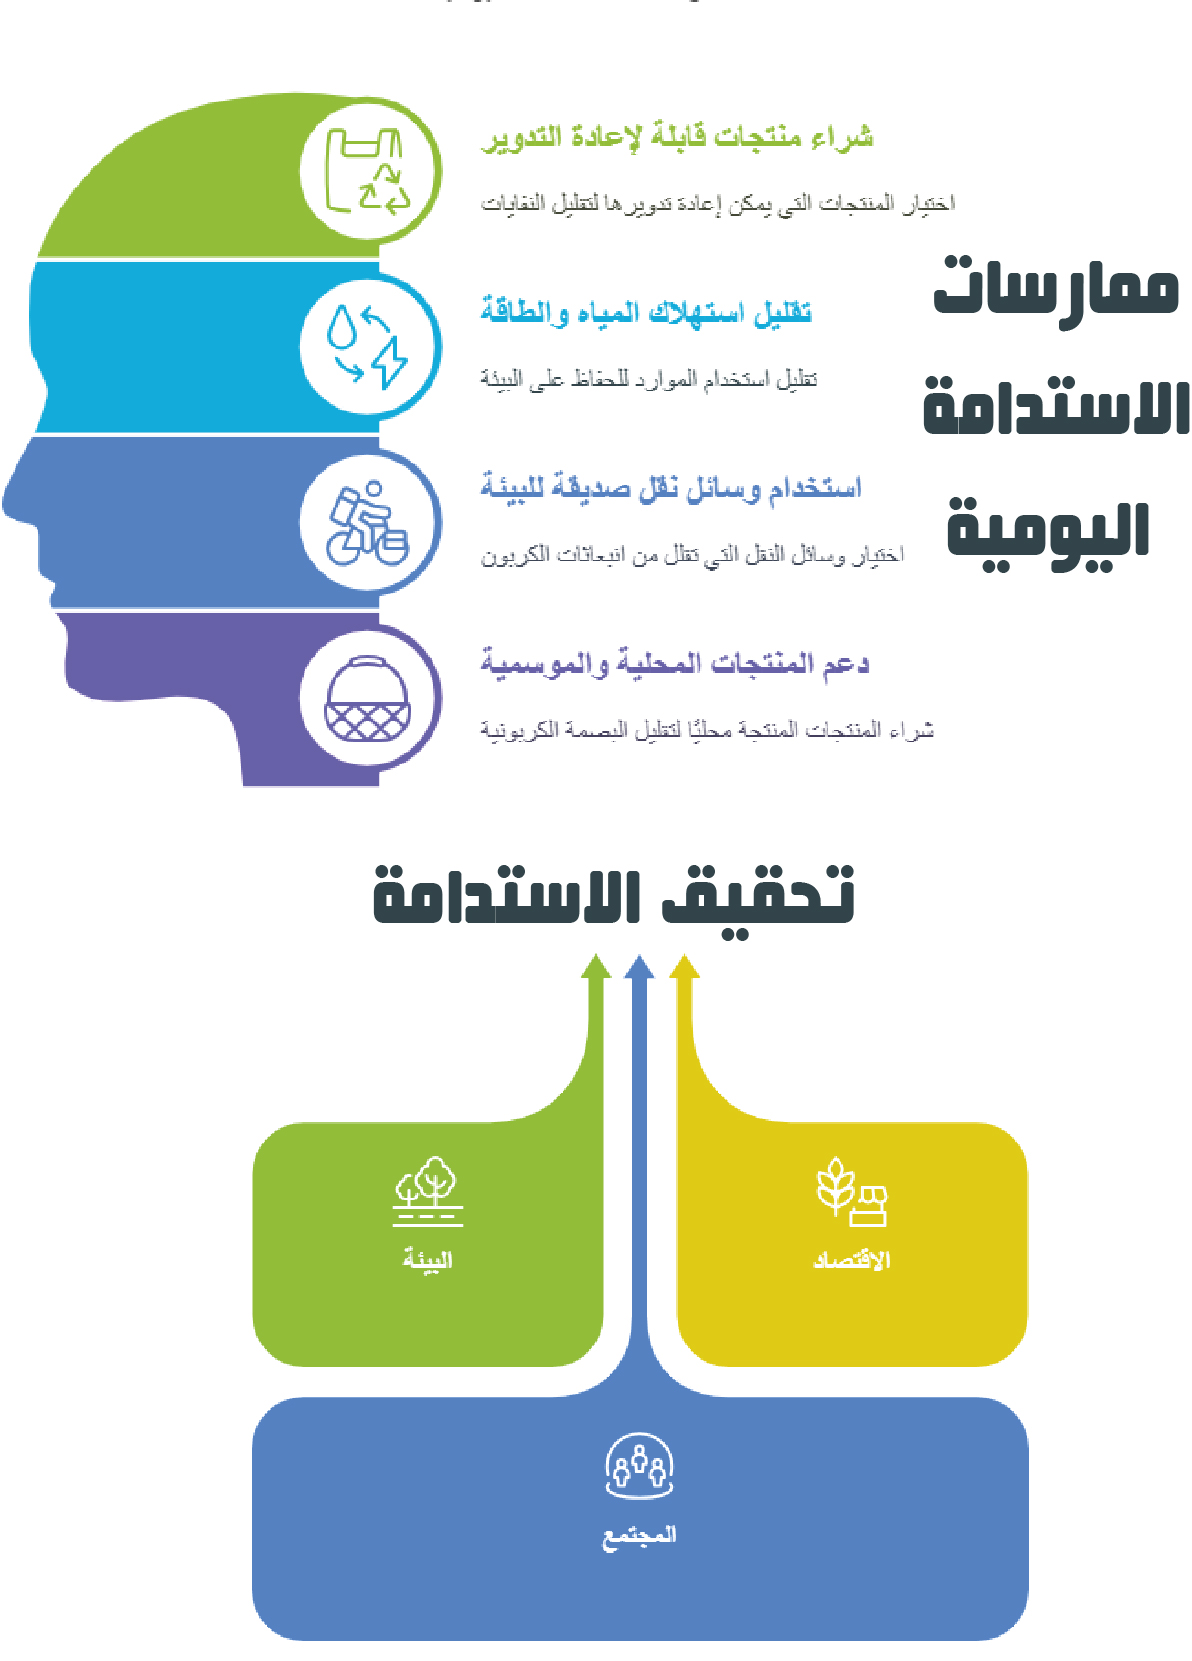 شراء منتجات قابلة لإعادة التدوير
اختيار المنتجات التي يمكن إعادة تدويرها لتقليل النفايات
ممارسات
الاستدامة
اليومية
تقليل استهلاك المياه والطاقة
تقليل استخدام الموارد للحفاظ على البيئة
استخدام وسائل نقل صديقة للبيئة
اختيار وسائل النقل التي تقلل من انبعاثات الكربون
دعم المنتجات المحلية والموسمية
شراء المنتجات المنتجة محليًا لتقليل البصمة الكربونية
تحقيق الاستدامة
الاقتصاد
البيئة
المجتمع